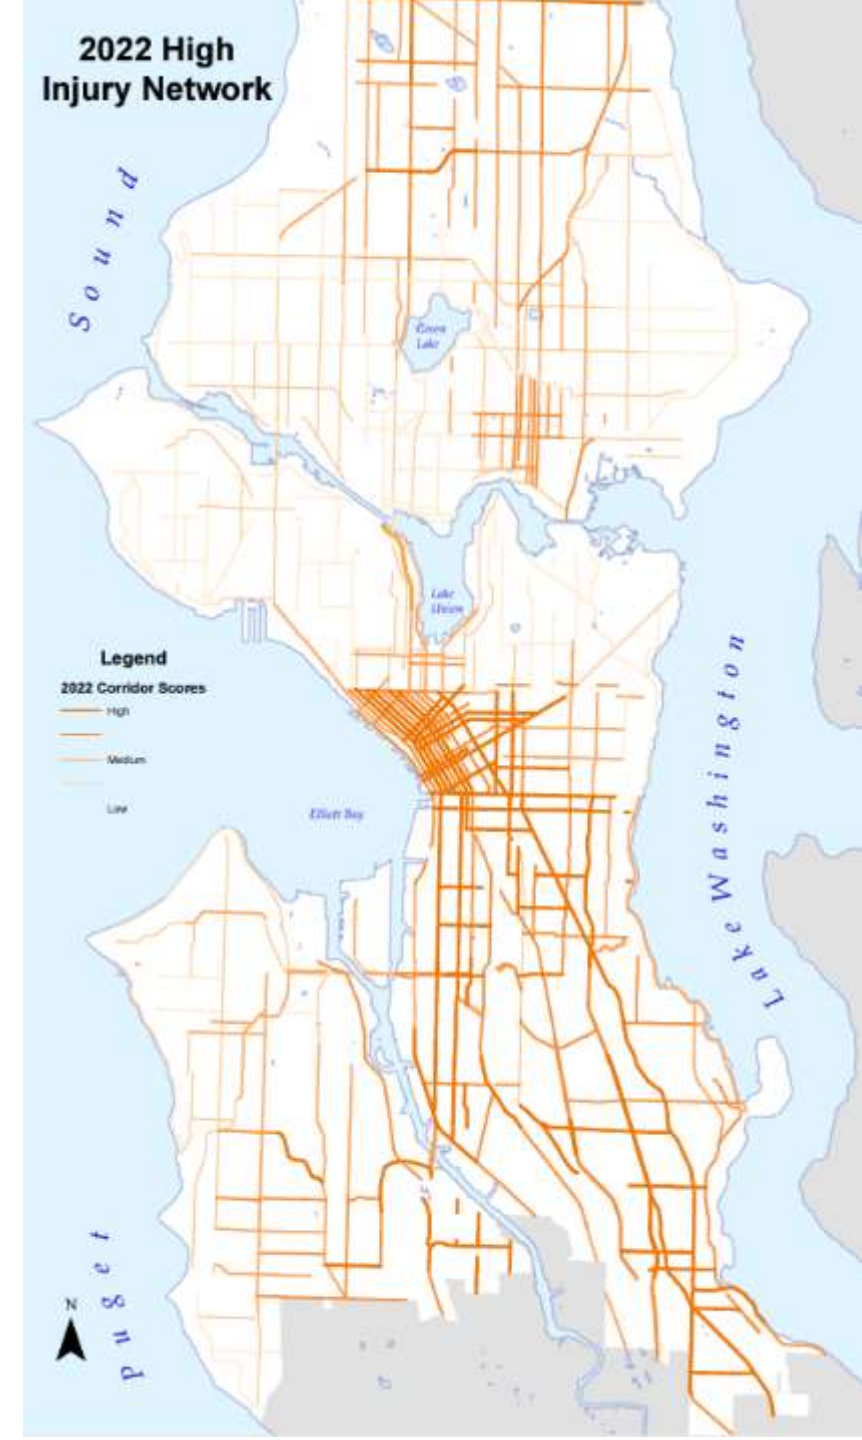 2022 High
Injury Network
Sound
Green
Lake
Lake
Union
Legend
2022 Corridor Scores
High
Medium
Low
Elliott Bay
Lake Washington
Puget
N